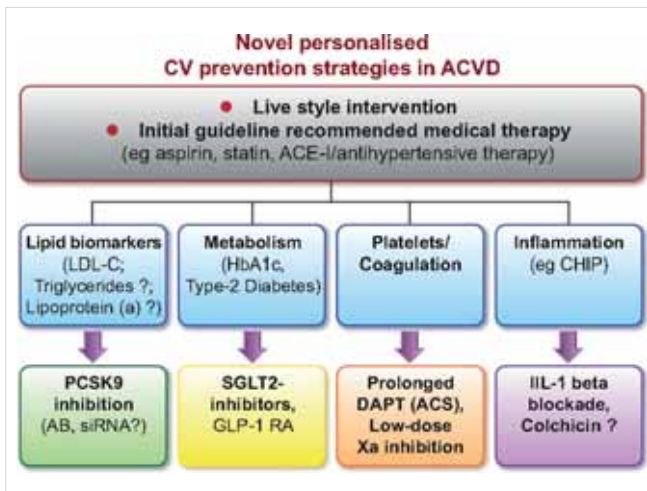 Novel personalised
CV prevention strategies in ACVD
● Live style intervention
● Initial guideline recommended medical therapy
(eg aspirin, statin, ACE-I/antihypertensive therapy)
Lipid biomarkers
(LDL-C;
Triglycerides ?;
Lipoprotein (a) ?)
Metabolism
(HbA1c,
Type-2 Diabetes)
Platelets/
Coagulation
Inflammation
(eg CHIP)
PCSK9
inhibition
(AB, siRNA?)
SGLT2-
inhibitors,
GLP-1 RA
Prolonged
DAPT (ACS),
Low-dose
Xa inhibition
IIL-1 beta
blockade,
Colchicin ?